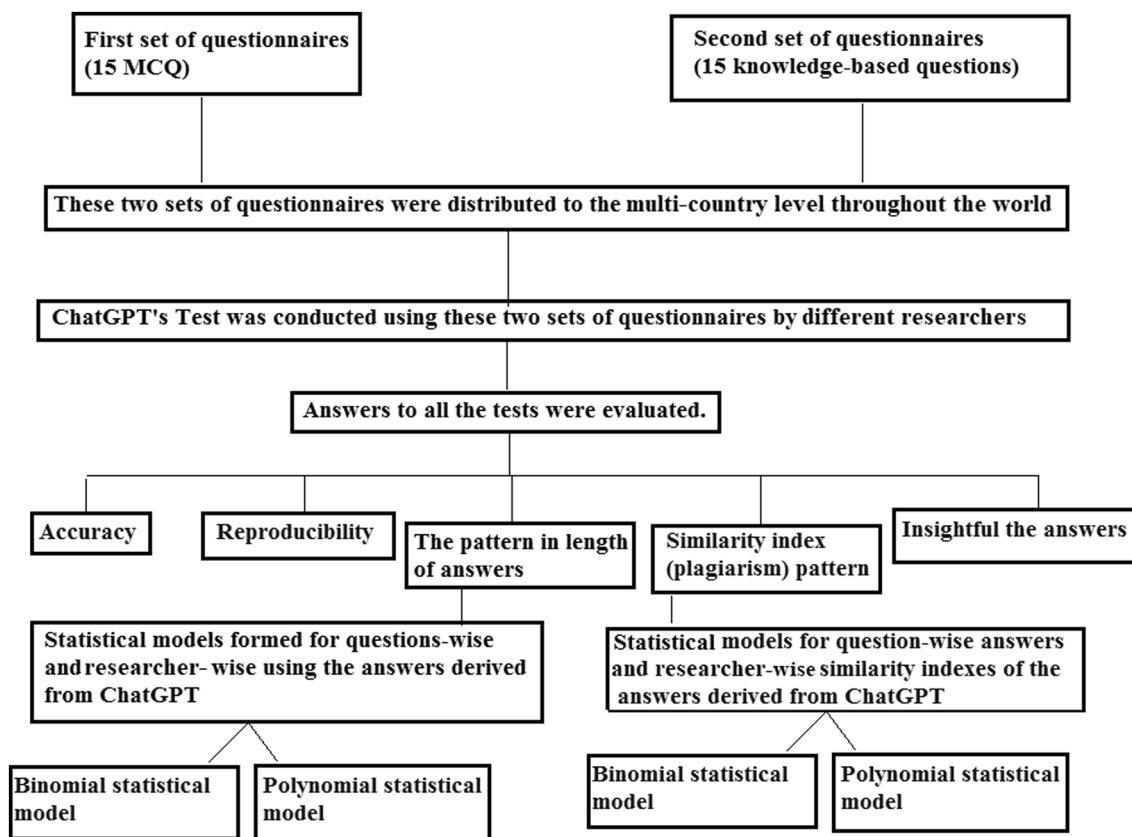 First set of questionnaires
(15 MCQ)
Second set of questionnaires
(15 knowledge-based questions)
These two sets of questionnaires were distributed to the multi-country level throughout the world
ChatGPT's Test was conducted using these two sets of questionnaires by different researchers
Answers to all the tests were evaluated.
Accuracy
Reproducibility
The pattern in length
of answers
Similarity index
(plagiarism) pattern
Insightful the answers
Statistical models formed for questions-wise
and researcher- wise using the answers derived
from ChatGPT
Statistical models for question-wise answers
and researcher-wise similarity indexes of the
answers derived from ChatGPT
Binomial statistical
model
Polynomial statistical
model
Binomial statistical
model
Polynomial statistical
model